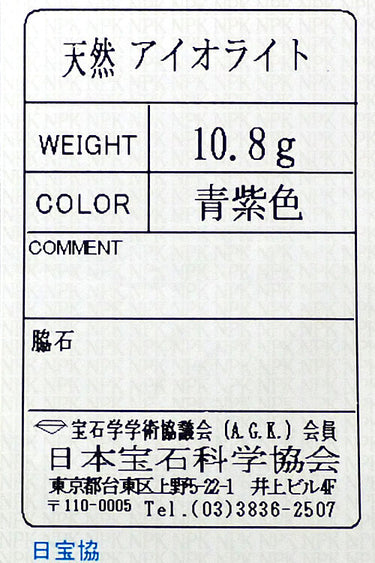 天然 アイオライト
WEIGHT 10.8g
COLOR 青紫色
COMMENT
脇石
宝石学学術協議会 (A.G.K.) 会員
日本宝石科学協会
東京都台東区上野5-22-1 井上ビル4F
〒110-0005 Tel.(03)3836-2507
日宝協